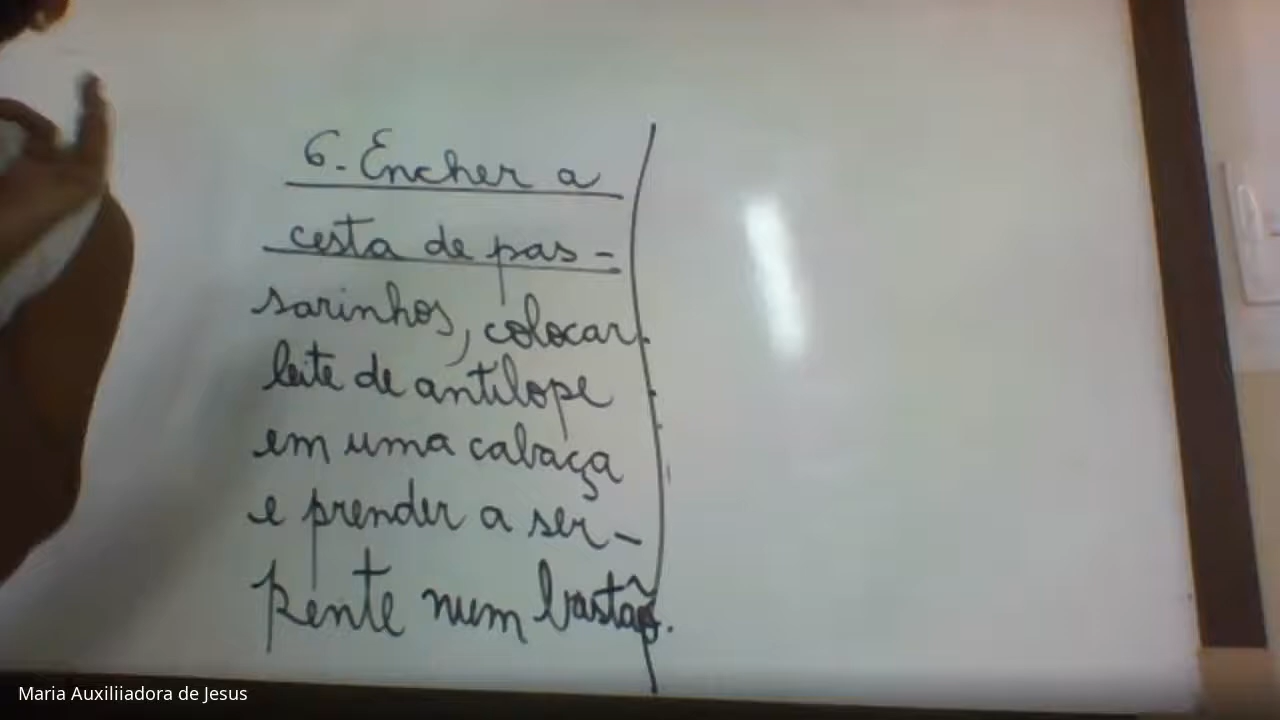 6. Encher a
cesta de pas-
sarinhos, colocar
leite de antílope
em uma cabaça
e prender a ser-
pente num bastão.
Maria Auxiliiadora de Jesus